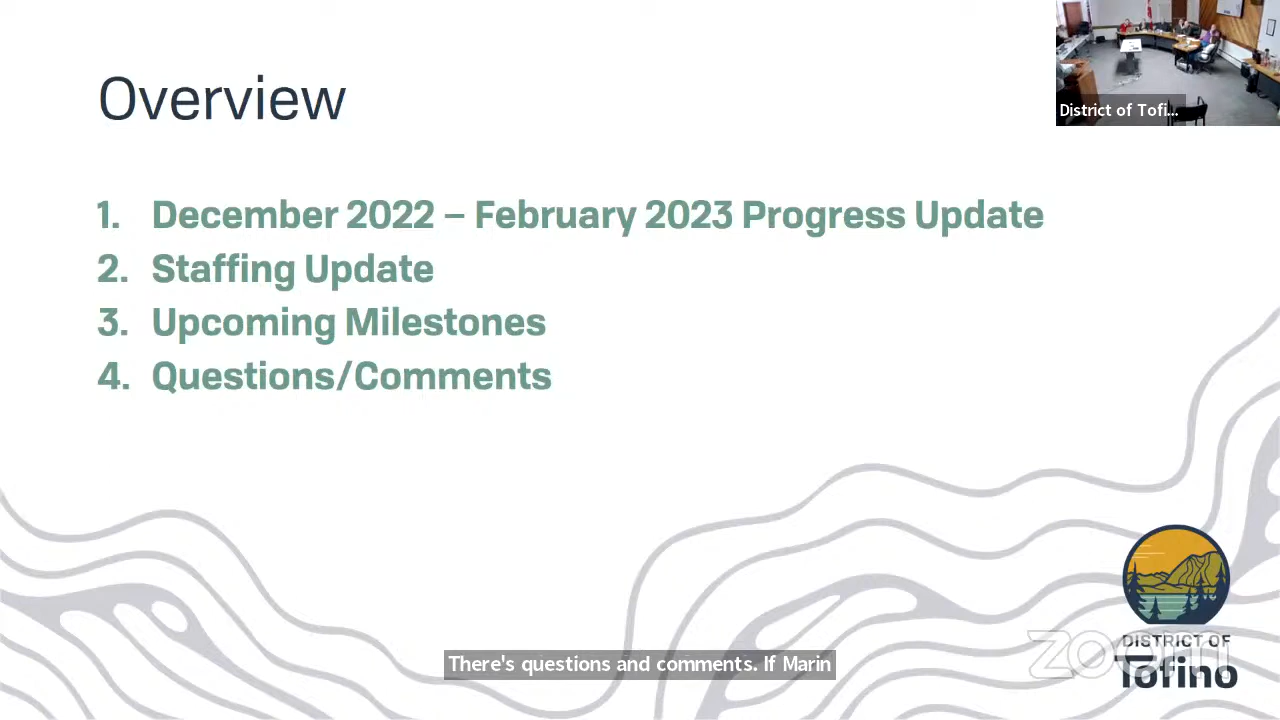 District of Tofi...
Overview
1. December 2022 – February 2023 Progress Update
2. Staffing Update
3. Upcoming Milestones
4. Questions/Comments
There's questions and comments. If Marin
zoom
DISTRICT OF
Tofino